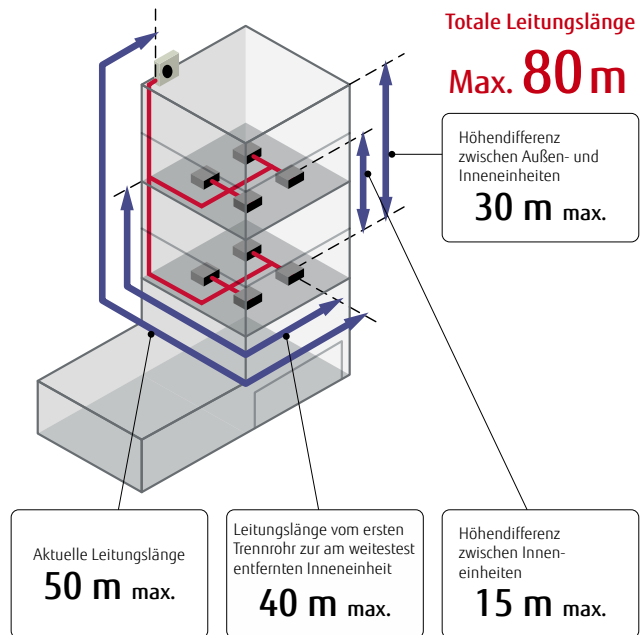 Totale Leitungslänge
Max. 80 m
Höhendifferenz
zwischen Außen- und
Inneneinheiten
30 m max.
Aktuelle Leitungslänge
50 m max.
Leitungslänge vom ersten
Trennrohr zur am weitestest
entfernten Inneneinheit
40 m max.
Höhendifferenz
zwischen Innen-
einheiten
15 m max.